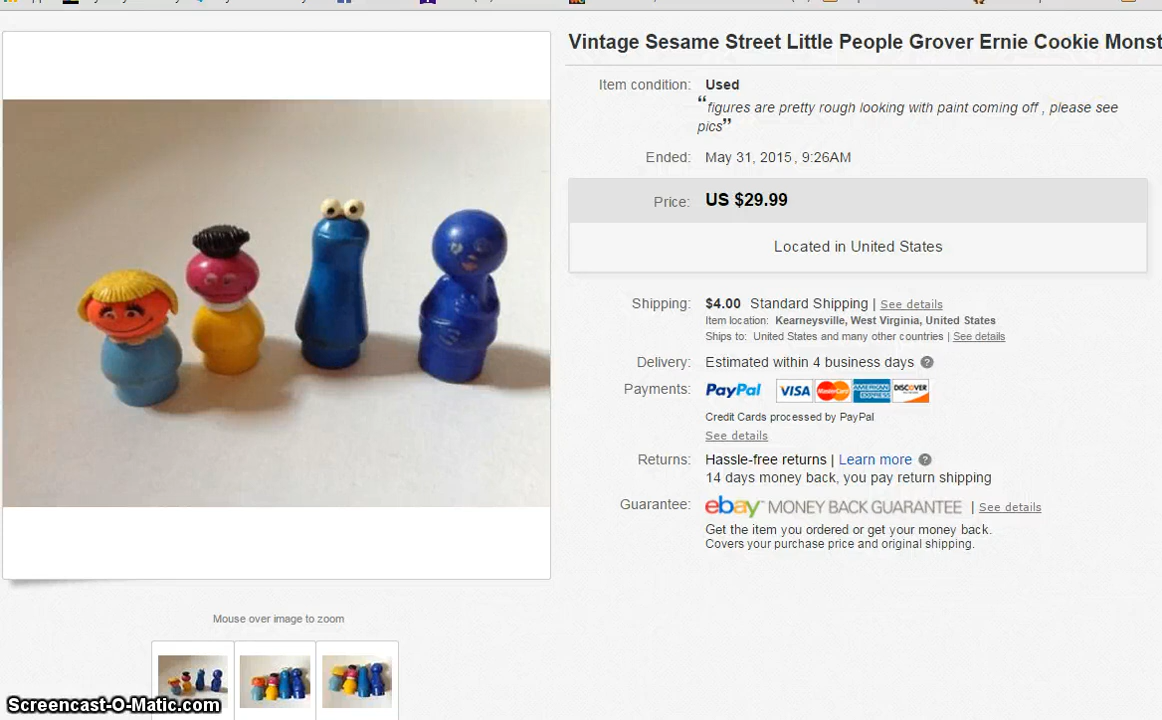 Vintage Sesame Street Little People Grover Ernie Cookie Monst
Item condition: Used
“figures are pretty rough looking with paint coming off , please see
pics”
Ended: May 31, 2015 , 9:26AM
Price: US $29.99
Located in United States
Shipping: $4.00 Standard Shipping | See details
Item location: Kearneysville, West Virginia, United States
Ships to: United States and many other countries | See details
Delivery: Estimated within 4 business days ?
Payments: PayPal VISA MasterCard AMERICAN EXPRESS DISCOVER
Credit Cards processed by PayPal
See details
Returns: Hassle-free returns | Learn more ?
14 days money back, you pay return shipping
Guarantee: ebay MONEY BACK GUARANTEE | See details
Get the item you ordered or get your money back.
Covers your purchase price and original shipping.
Mouse over image to zoom
Screencast-O-Matic.com